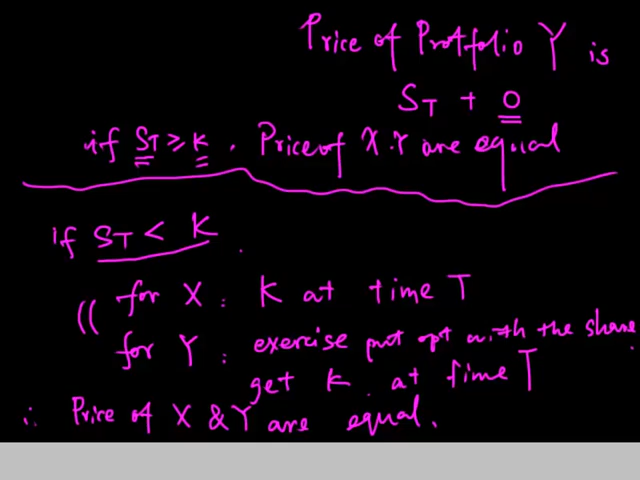 Price of Protfolio Y is
ST + 0
if ST ≥ K . Price of X.Y are equal
if ST < K .
for X : K at time T
for Y : exercise put opt with the share.
get K at time T
∴ Price of X & Y are equal.